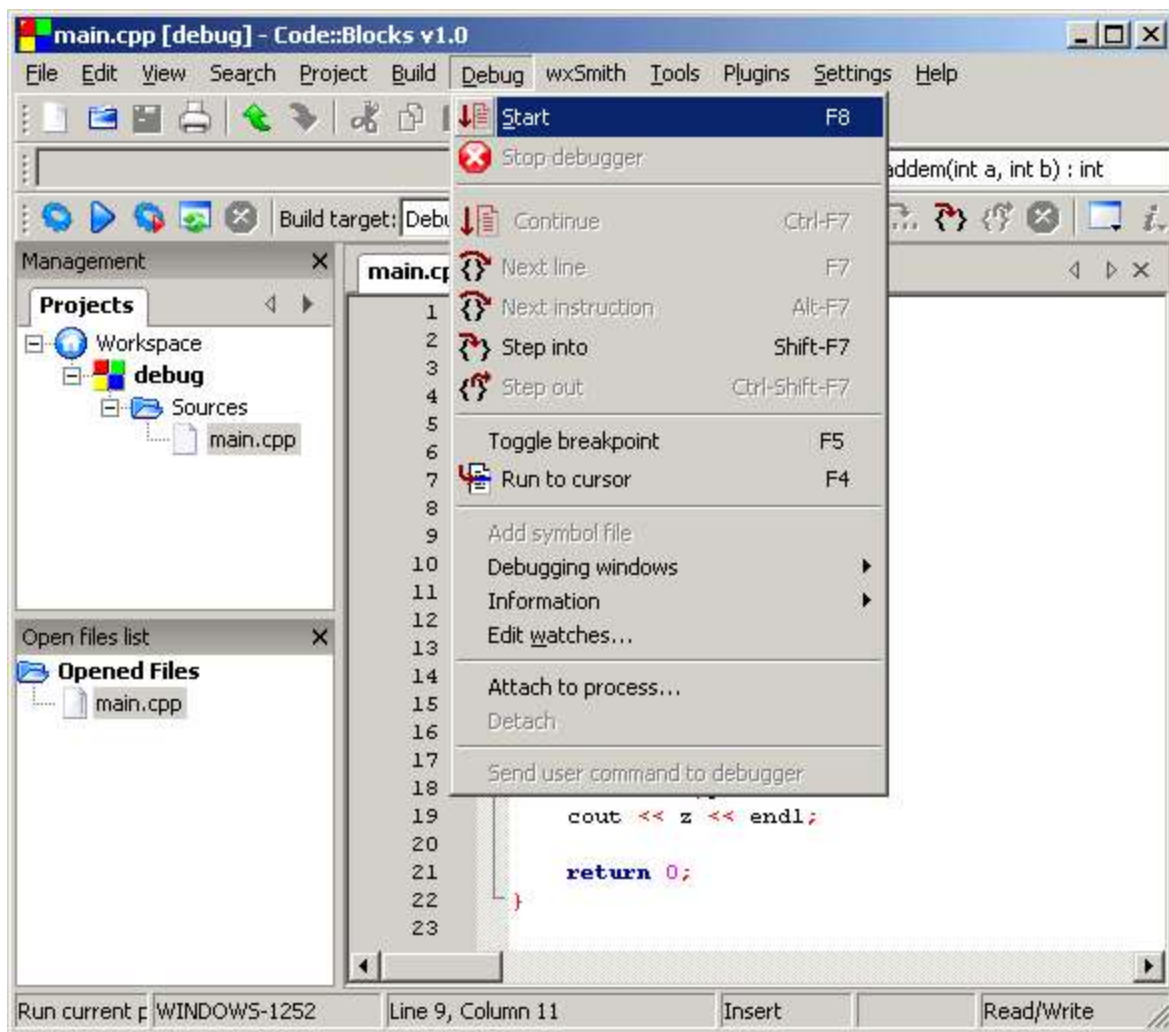 main.cpp [debug] - Code::Blocks v1.0
File Edit View Search Project Build Debug wxSmith Tools Plugins Settings Help
Start F8
Stop debugger
addem(int a, int b) : int
Build target:
Continue Ctrl-F7
Management
main.cp
Next line F7
Projects
Next instruction Alt-F7
Workspace
Step into Shift-F7
debug
Step out Ctrl-Shift-F7
Sources
main.cpp
Toggle breakpoint F5
Run to cursor F4
Add symbol file
Debugging windows
Information
Edit watches...
Open files list
Opened Files
main.cpp
Attach to process...
Detach
Send user command to debugger
1
2
3
4
5
6
7
8
9
10
11
12
13
14
15
16
17
18
19 cout << z << endl;
20
21 return 0;
22 }
23
Run current WINDOWS-1252 Line 9, Column 11 Insert Read/Write